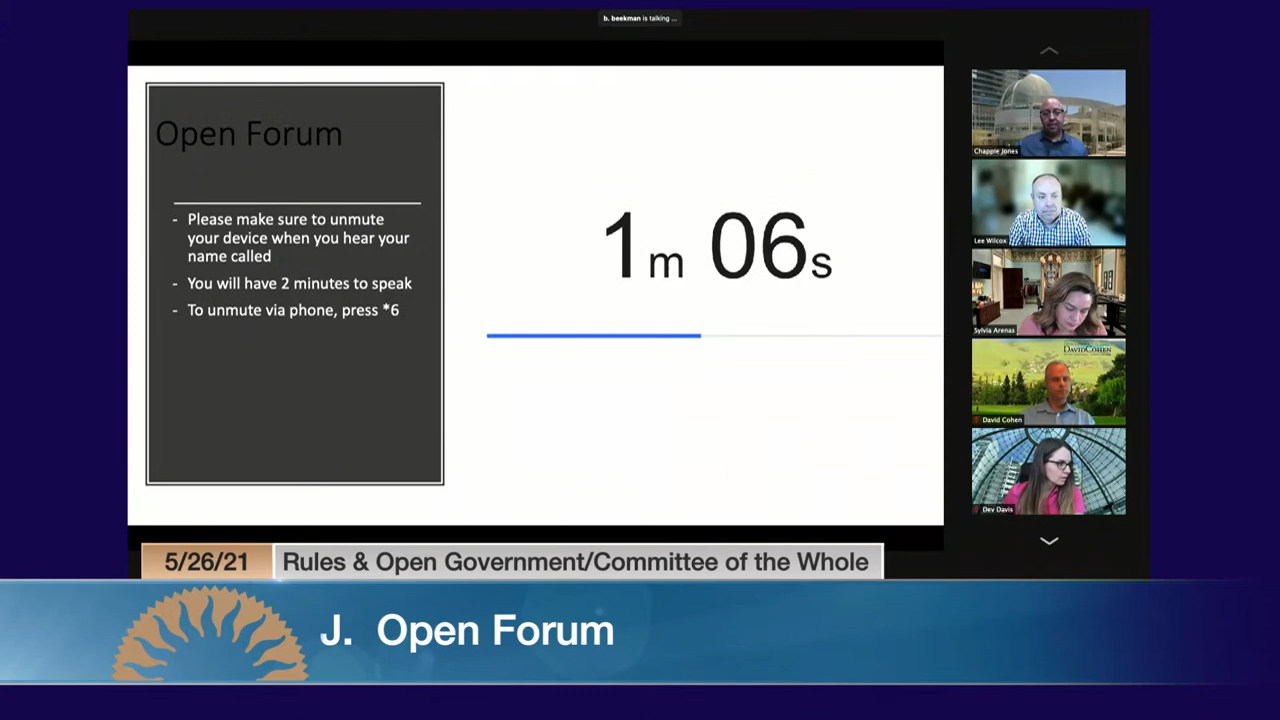 b. beekman is talking ...
Open Forum
- Please make sure to unmute
your device when you hear your
name called
- You will have 2 minutes to speak
- To unmute via phone, press *6
1m 06s
Chappie Jones
Lee Wilcox
Sylvia Arenas
DAVID COHEN
David Cohen
Dev Davis
5/26/21
Rules & Open Government/Committee of the Whole
J. Open Forum